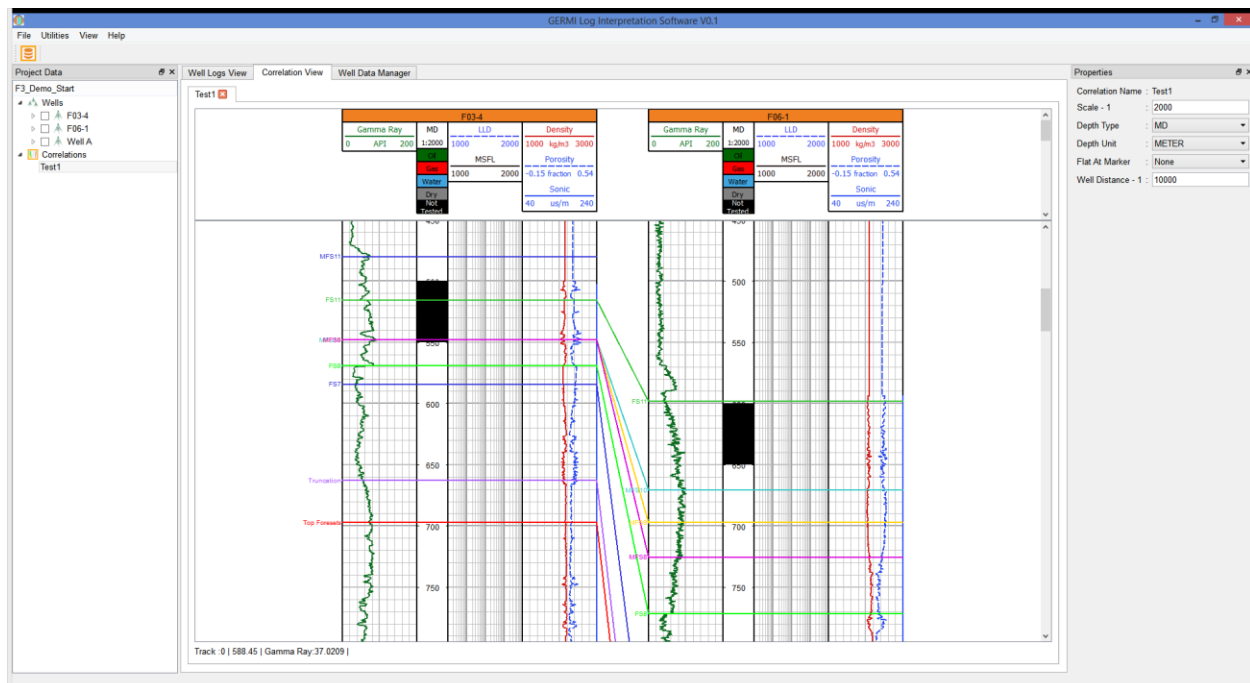 GERMI Log Interpretation Software V0.1
File Utilities View Help
Project Data
F3_Demo_Start
Wells
F03-4
F06-1
Well A
Correlations
Test1
Well Logs View Correlation View Well Data Manager
Test1
F03-4
Gamma Ray MD LLD Density
0 API 200 1:2000 1000 2000 1000 kg/m3 3000
Oil MSFL Porosity
Gas 1000 2000 -0.15 fraction 0.54
Water Sonic
Dry 40 us/m 240
Not
Tested
F06-1
Gamma Ray MD LLD Density
0 API 200 1:2000 1000 2000 1000 kg/m3 3000
Oil MSFL Porosity
Gas 1000 2000 -0.15 fraction 0.54
Water Sonic
Dry 40 us/m 240
Not
Tested
450
MFS11
500
FS11
550
FS7
600
650
Truncation
Top Foresets
700
750
450
500
550
FS11
600
650
700
750
Track :0 | 588.45 | Gamma Ray:37.0209 |
Properties
Correlation Name : Test1
Scale - 1 : 2000
Depth Type : MD
Depth Unit : METER
Flat At Marker : None
Well Distance - 1 : 10000